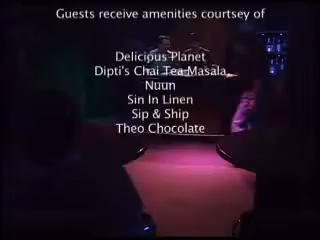 Guests receive amenities courtsey of
Delicious Planet
Dipti's Chai Tea Masala
Nuun
Sin In Linen
Sip & Ship
Theo Chocolate